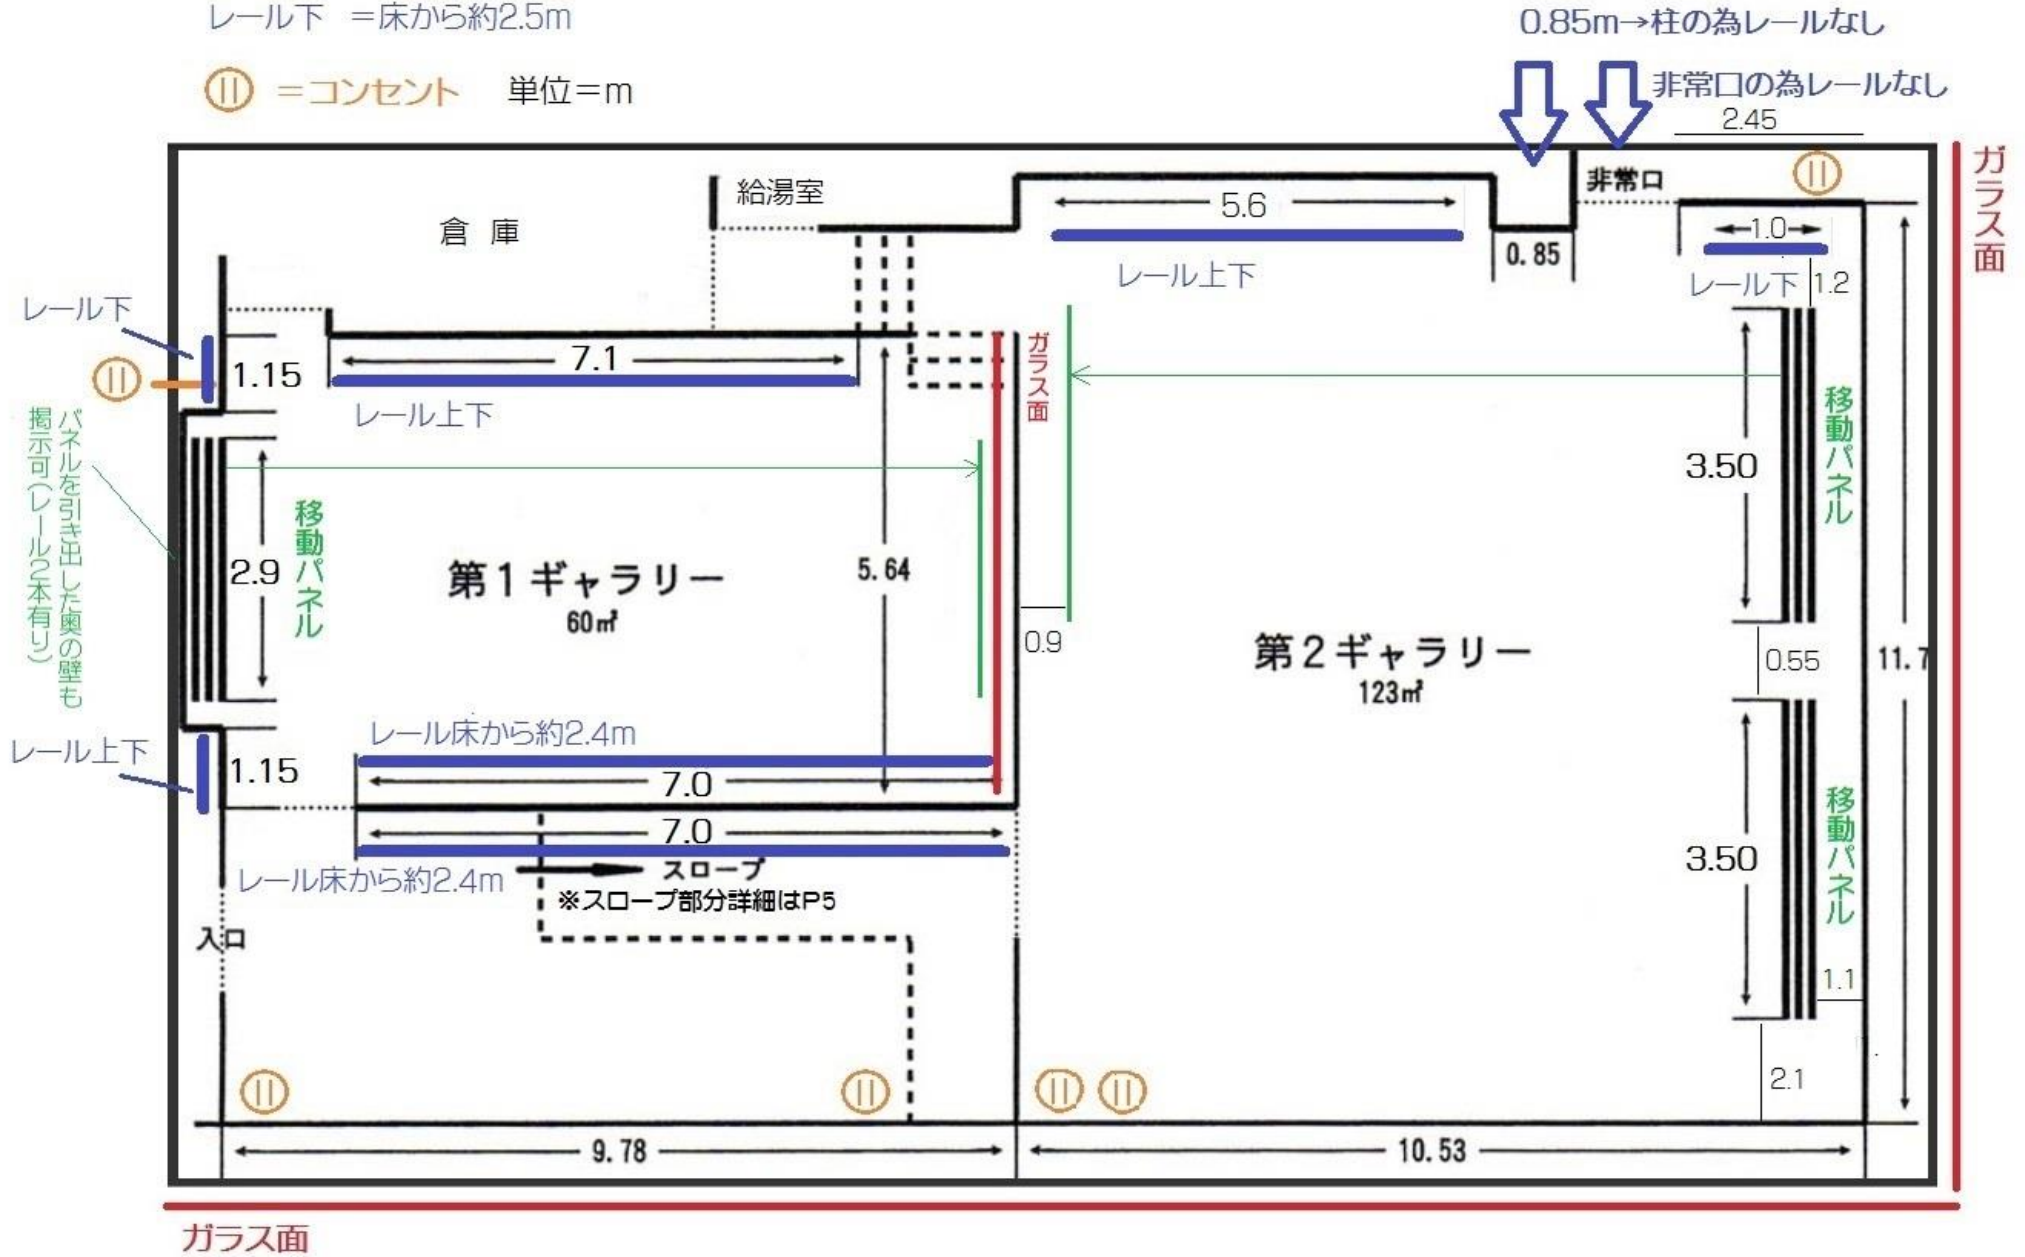 レール下 =床から約2.5m
0.85m→柱の為レールなし
=コンセント 単位=m
非常口の為レールなし
2.45
ガラス面
給湯室
非常口
5.6
倉 庫
1.0
0.85
レール上下
レール下
1.2
レール下
7.1
1.15
レール上下
ガラス面
パネルを引き出した奥の壁も
掲示可(レール2本有り)
移動パネル
3.50
移動パネル
2.9
第1ギャラリー
60㎡
5.64
0.9
第2ギャラリー
123㎡
0.55
11.7
レール床から約2.4m
レール上下
1.15
7.0
7.0
レール床から約2.4m
スロープ
※スロープ部分詳細はP5
3.50
移動パネル
入口
1.1
2.1
9.78
10.53
ガラス面